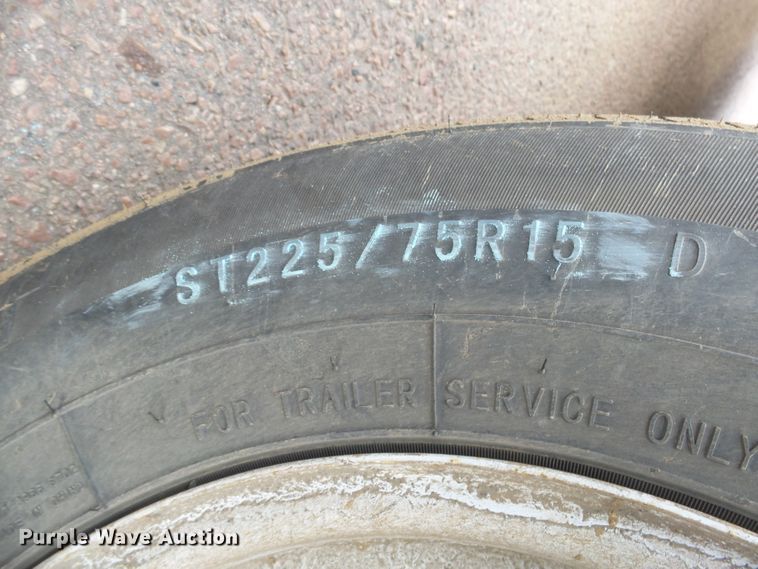 ST225/75R15 D
FOR TRAILER SERVICE ONLY
Purple Wave Auction